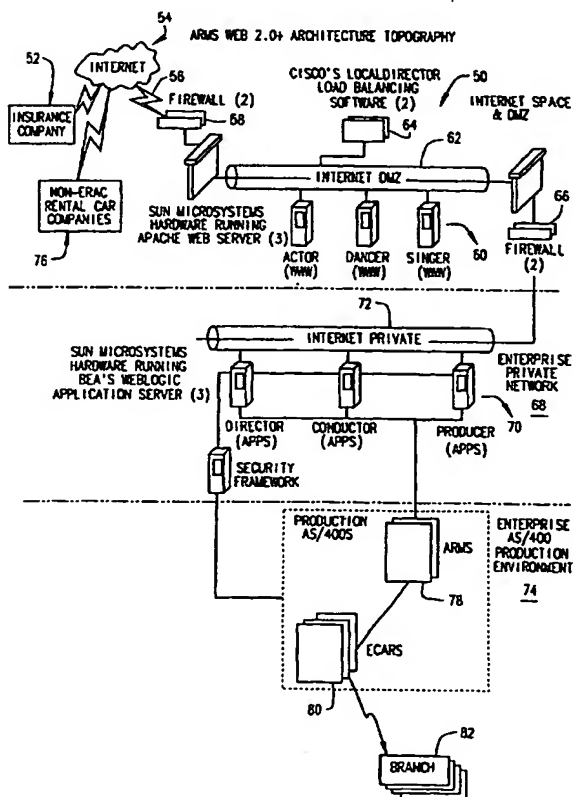 54
ARMS WEB 2.0+ ARCHITECTURE TOPOGRAPHY
52
INTERNET
56
INSURANCE
COMPANY
FIREWALL (2)
58
CISCO'S LOCALDIRECTOR
LOAD BALANCING
SOFTWARE (2)
50
64
INTERNET SPACE
& DMZ
62
INTERNET DMZ
NON-ERAC
RENTAL CAR
COMPANIES
76
SUN MICROSYSTEMS
HARDWARE RUNNING
APACHE WEB SERVER (3)
ACTOR
(WWW)
DANCER
(WWW)
SINGER
(WWW)
60
66
FIREWALL
(2)
72
INTERNET PRIVATE
SUN MICROSYSTEMS
HARDWARE RUNNING
BEA'S WEBLOGIC
APPLICATION SERVER (3)
ENTERPRISE
PRIVATE
NETWORK
68
DIRECTOR
(APPS)
CONDUCTOR
(APPS)
PRODUCER
(APPS)
70
SECURITY
FRAMEWORK
PRODUCTION
AS/400S
ARMS
78
ENTERPRISE
AS/400
PRODUCTION
ENVIRONMENT
74
ECARS
80
82
BRANCH